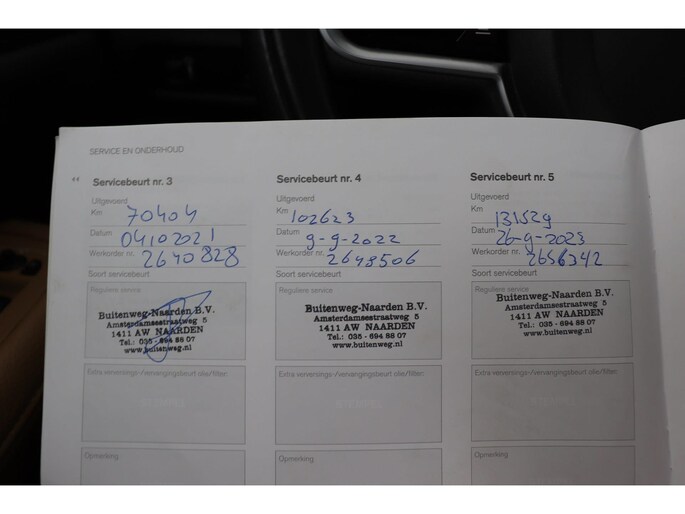 SERVICE EN ONDERHOUD
Servicebeurt nr. 3
Uitgevoerd
Km 70404
Datum 04102021
Werkorder nr. 2640828
Soort servicebeurt
Reguliere service
Buitenweg-Naarden B.V.
Amsterdamsestraatweg 5
1411 AW NAARDEN
Tel.: 035 - 694 88 07
www.buitenweg.nl
Extra verversings-/vervangingsbeurt olie/filter:
Opmerking
Servicebeurt nr. 4
Uitgevoerd
Km 102623
Datum 9-9-2022
Werkorder nr. 2648506
Soort servicebeurt
Reguliere service
Buitenweg-Naarden B.V.
Amsterdamsestraatweg 5
1411 AW NAARDEN
Tel.: 035 - 694 88 07
www.buitenweg.nl
Extra verversings-/vervangingsbeurt olie/filter:
Opmerking
Servicebeurt nr. 5
Uitgevoerd
Km 131529
Datum 26-9-2023
Werkorder nr. 2656342
Soort servicebeurt
Reguliere service
Buitenweg-Naarden B.V.
Amsterdamsestraatweg 5
1411 AW NAARDEN
Tel.: 035 - 694 88 07
www.buitenweg.nl
Extra verversings-/vervangingsbeurt olie/filter:
Opmerking